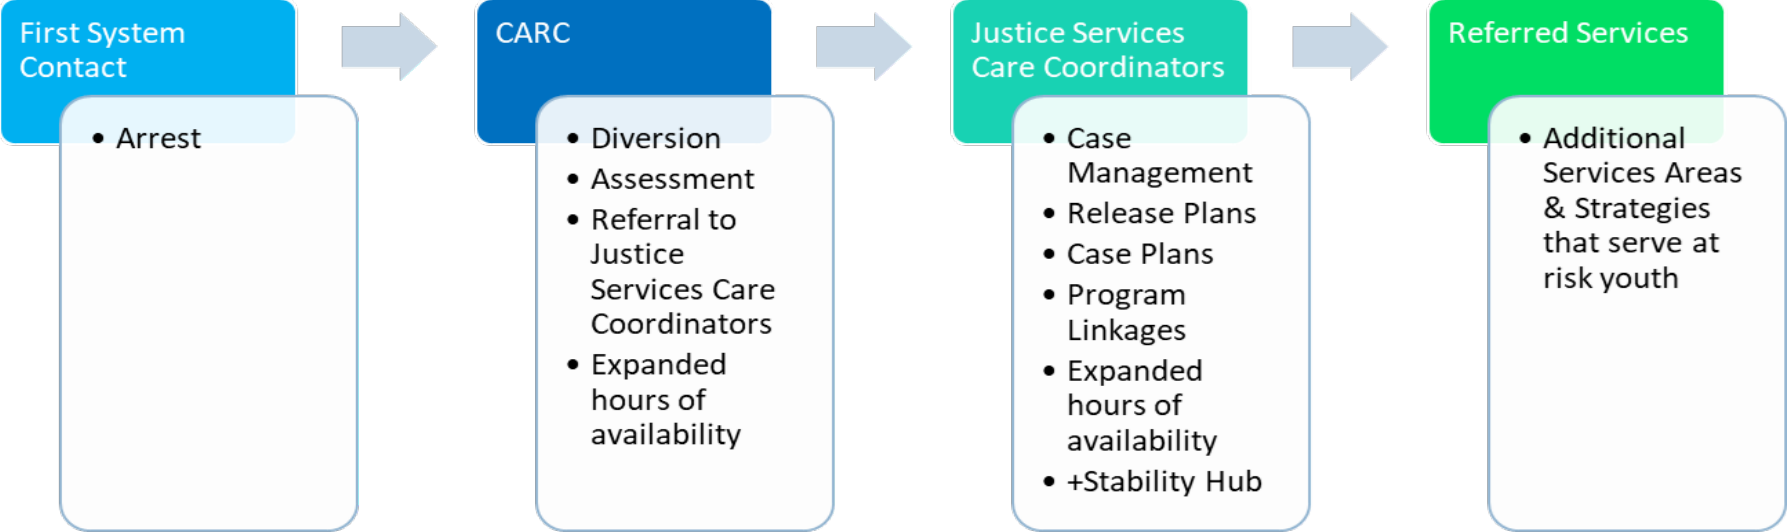 First System
Contact
• Arrest
CARC
• Diversion
• Assessment
• Referral to
Justice
Services Care
Coordinators
• Expanded
hours of
availability
Justice Services
Care Coordinators
• Case
Management
• Release Plans
• Case Plans
• Program
Linkages
• Expanded
hours of
availability
• +Stability Hub
Referred Services
• Additional
Services Areas
& Strategies
that serve at
risk youth